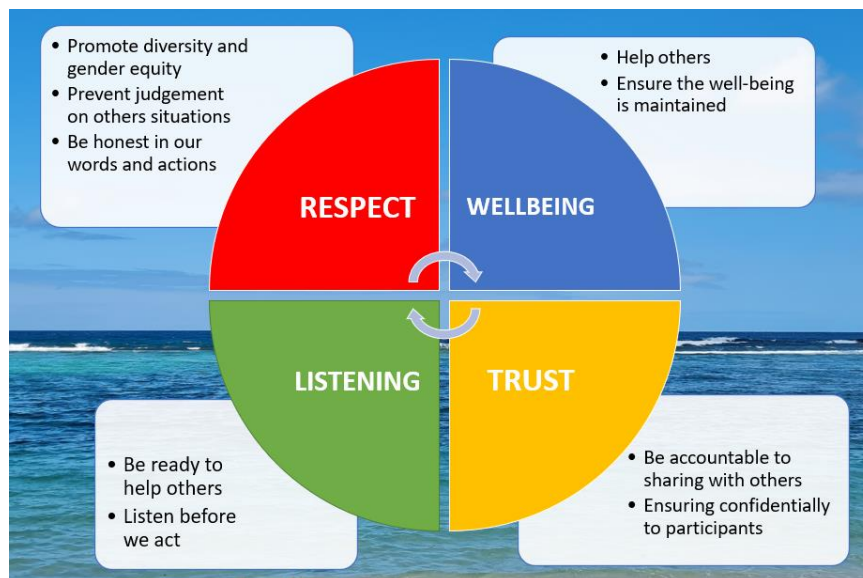 • Promote diversity and
gender equity
• Prevent judgement
on others situations
• Be honest in our
words and actions
• Help others
• Ensure the well-being
is maintained
RESPECT
WELLBEING
LISTENING
TRUST
• Be ready to
help others
• Listen before
we act
• Be accountable to
sharing with others
• Ensuring confidentially
to participants